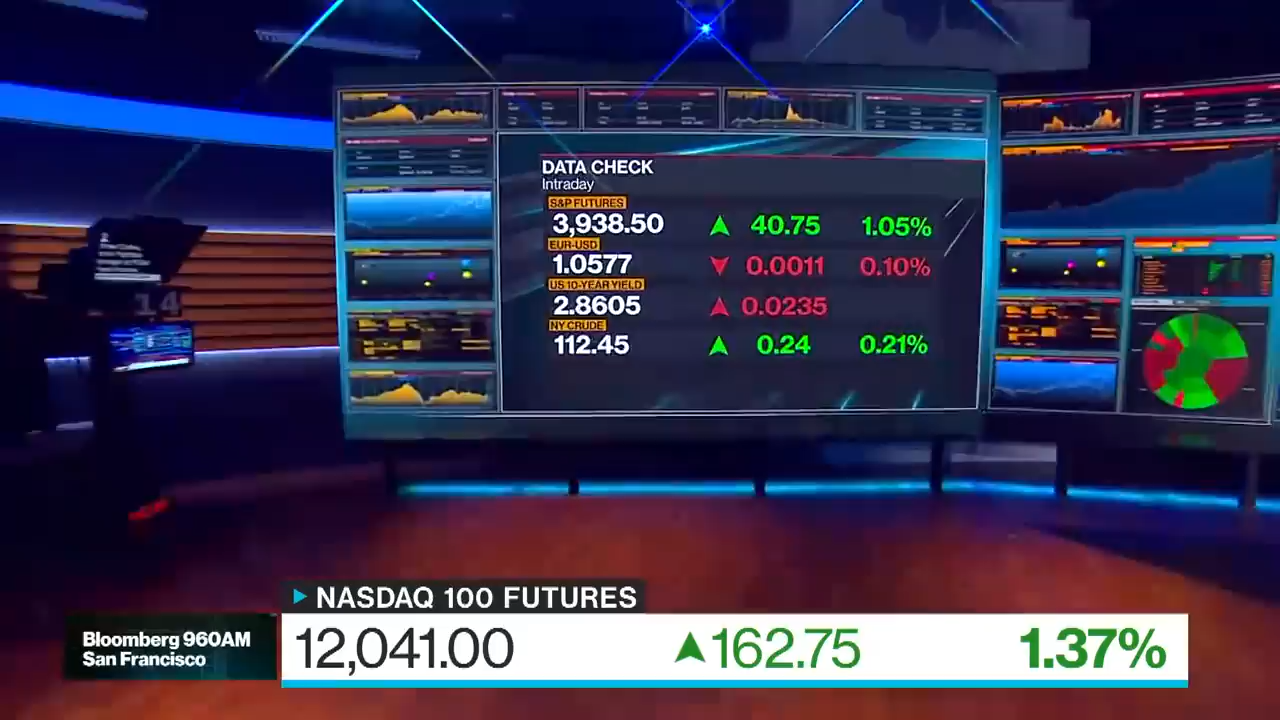 DATA CHECK
Intraday
S&P FUTURES
3,938.50 ▲ 40.75 1.05%
EUR-USD
1.0577 ▼ 0.0011 0.10%
US 10-YEAR YIELD
2.8605 ▲ 0.0235
NY CRUDE
112.45 ▲ 0.24 0.21%
14
NASDAQ 100 FUTURES
Bloomberg 960AM
San Francisco
12,041.00 ▲162.75 1.37%